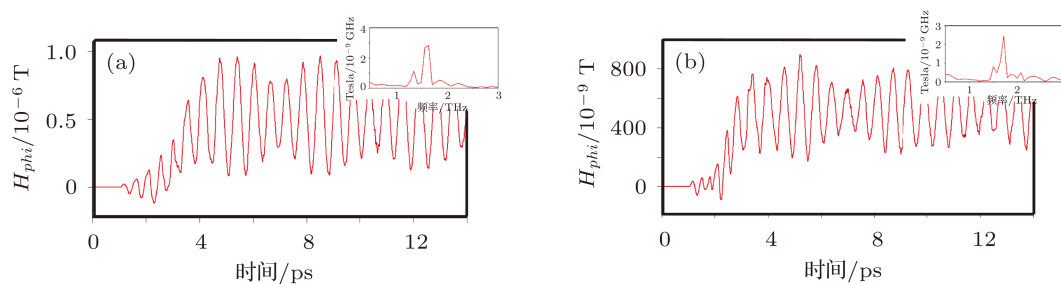 (a)
H_phi/10^-6 T
1.0
0.5
0
0 4 8 12
时间/ps
Tesla/10^-9 GHz
4
2
0
1 2 3
频率/THz
(b)
H_phi/10^-9 T
800
400
0
0 4 8 12
时间/ps
Tesla/10^-9 GHz
3
2
1
0
1 2
频率/THz